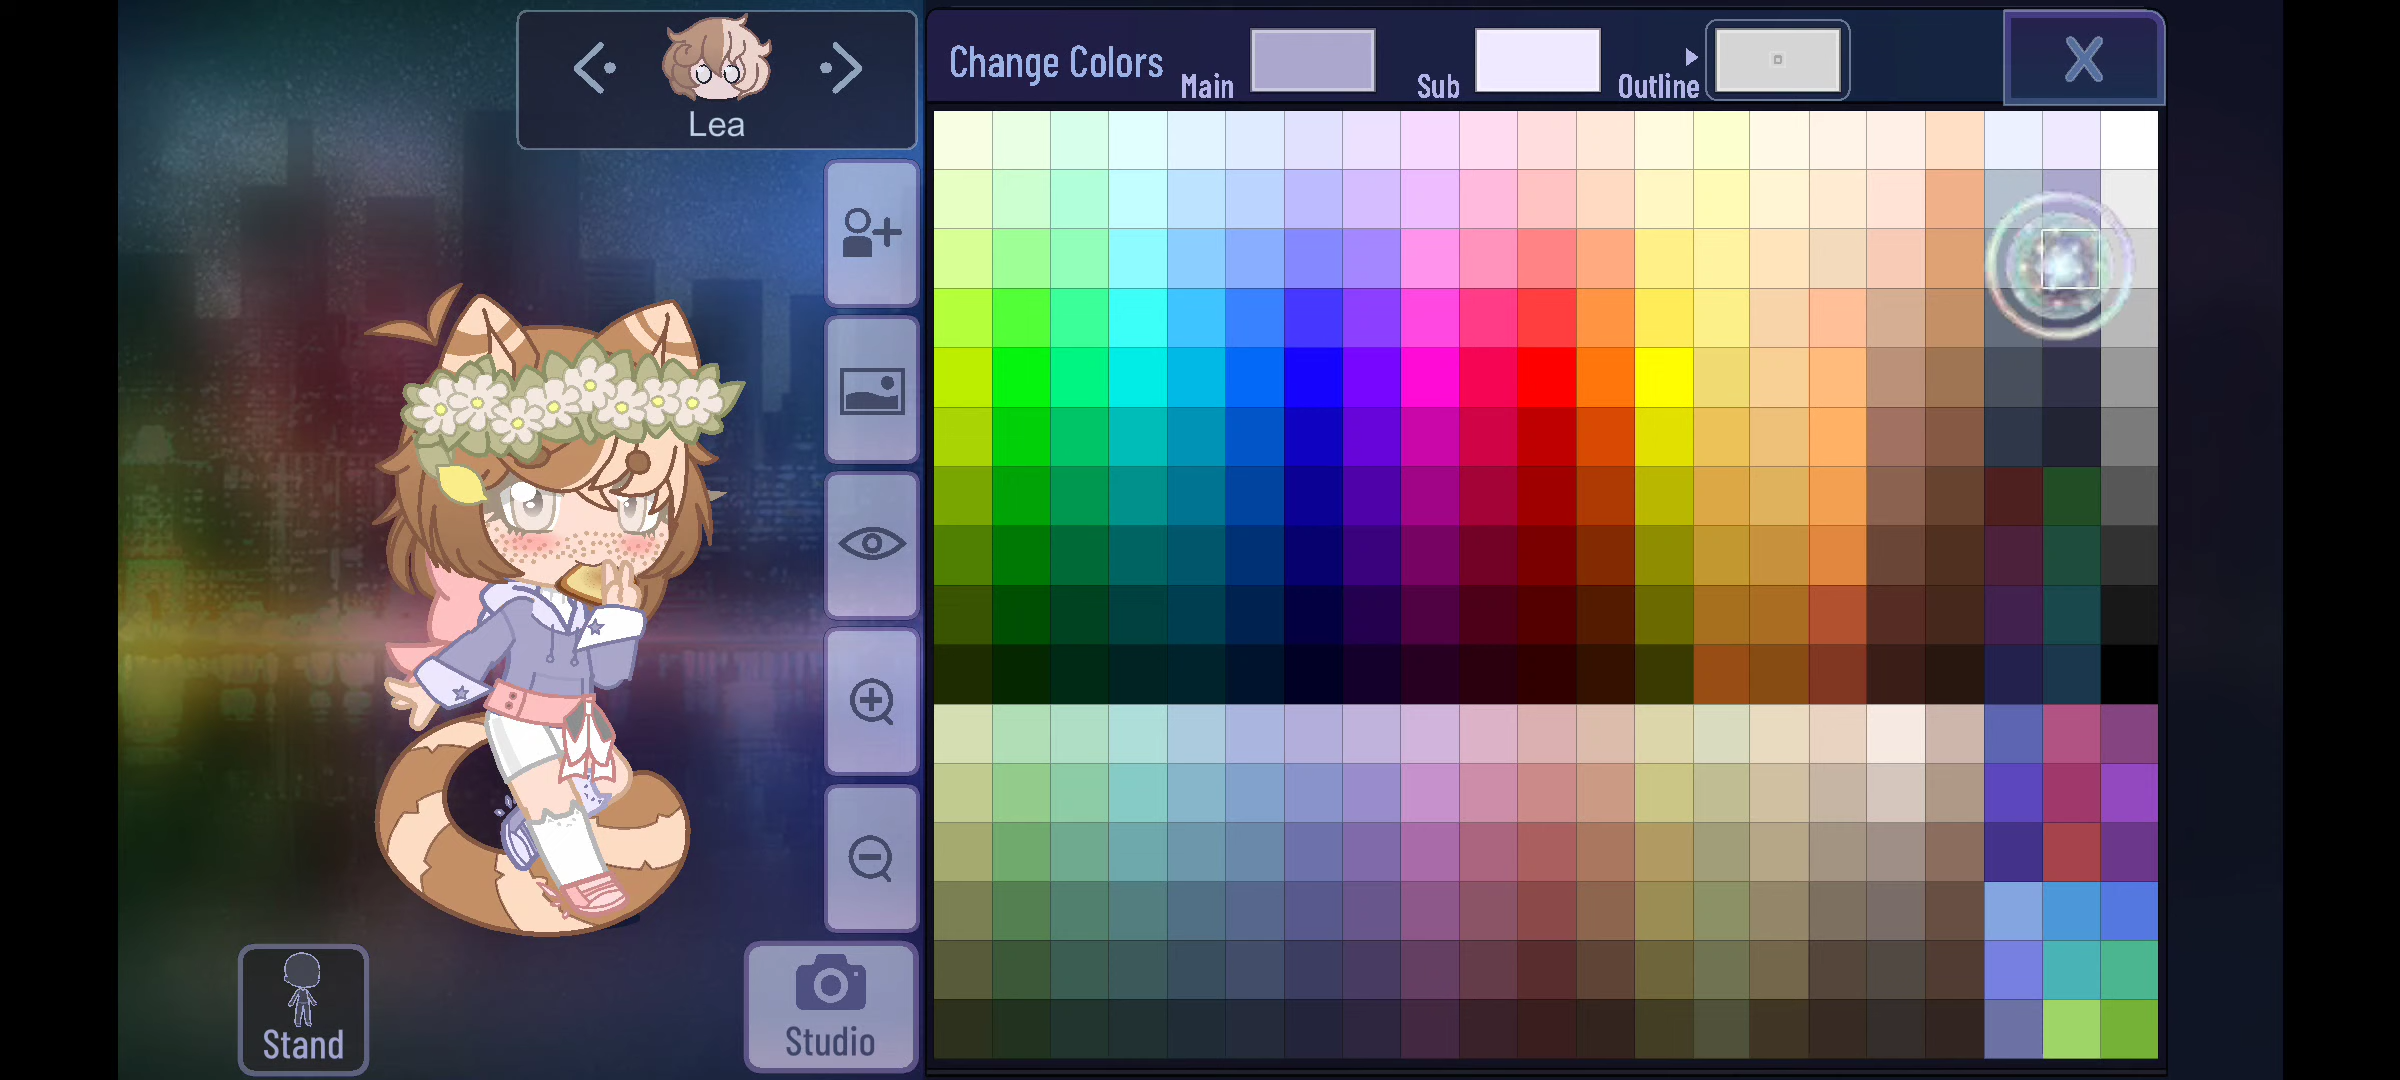 Lea
Change Colors
Main
Sub
Outline
X
Stand
Studio